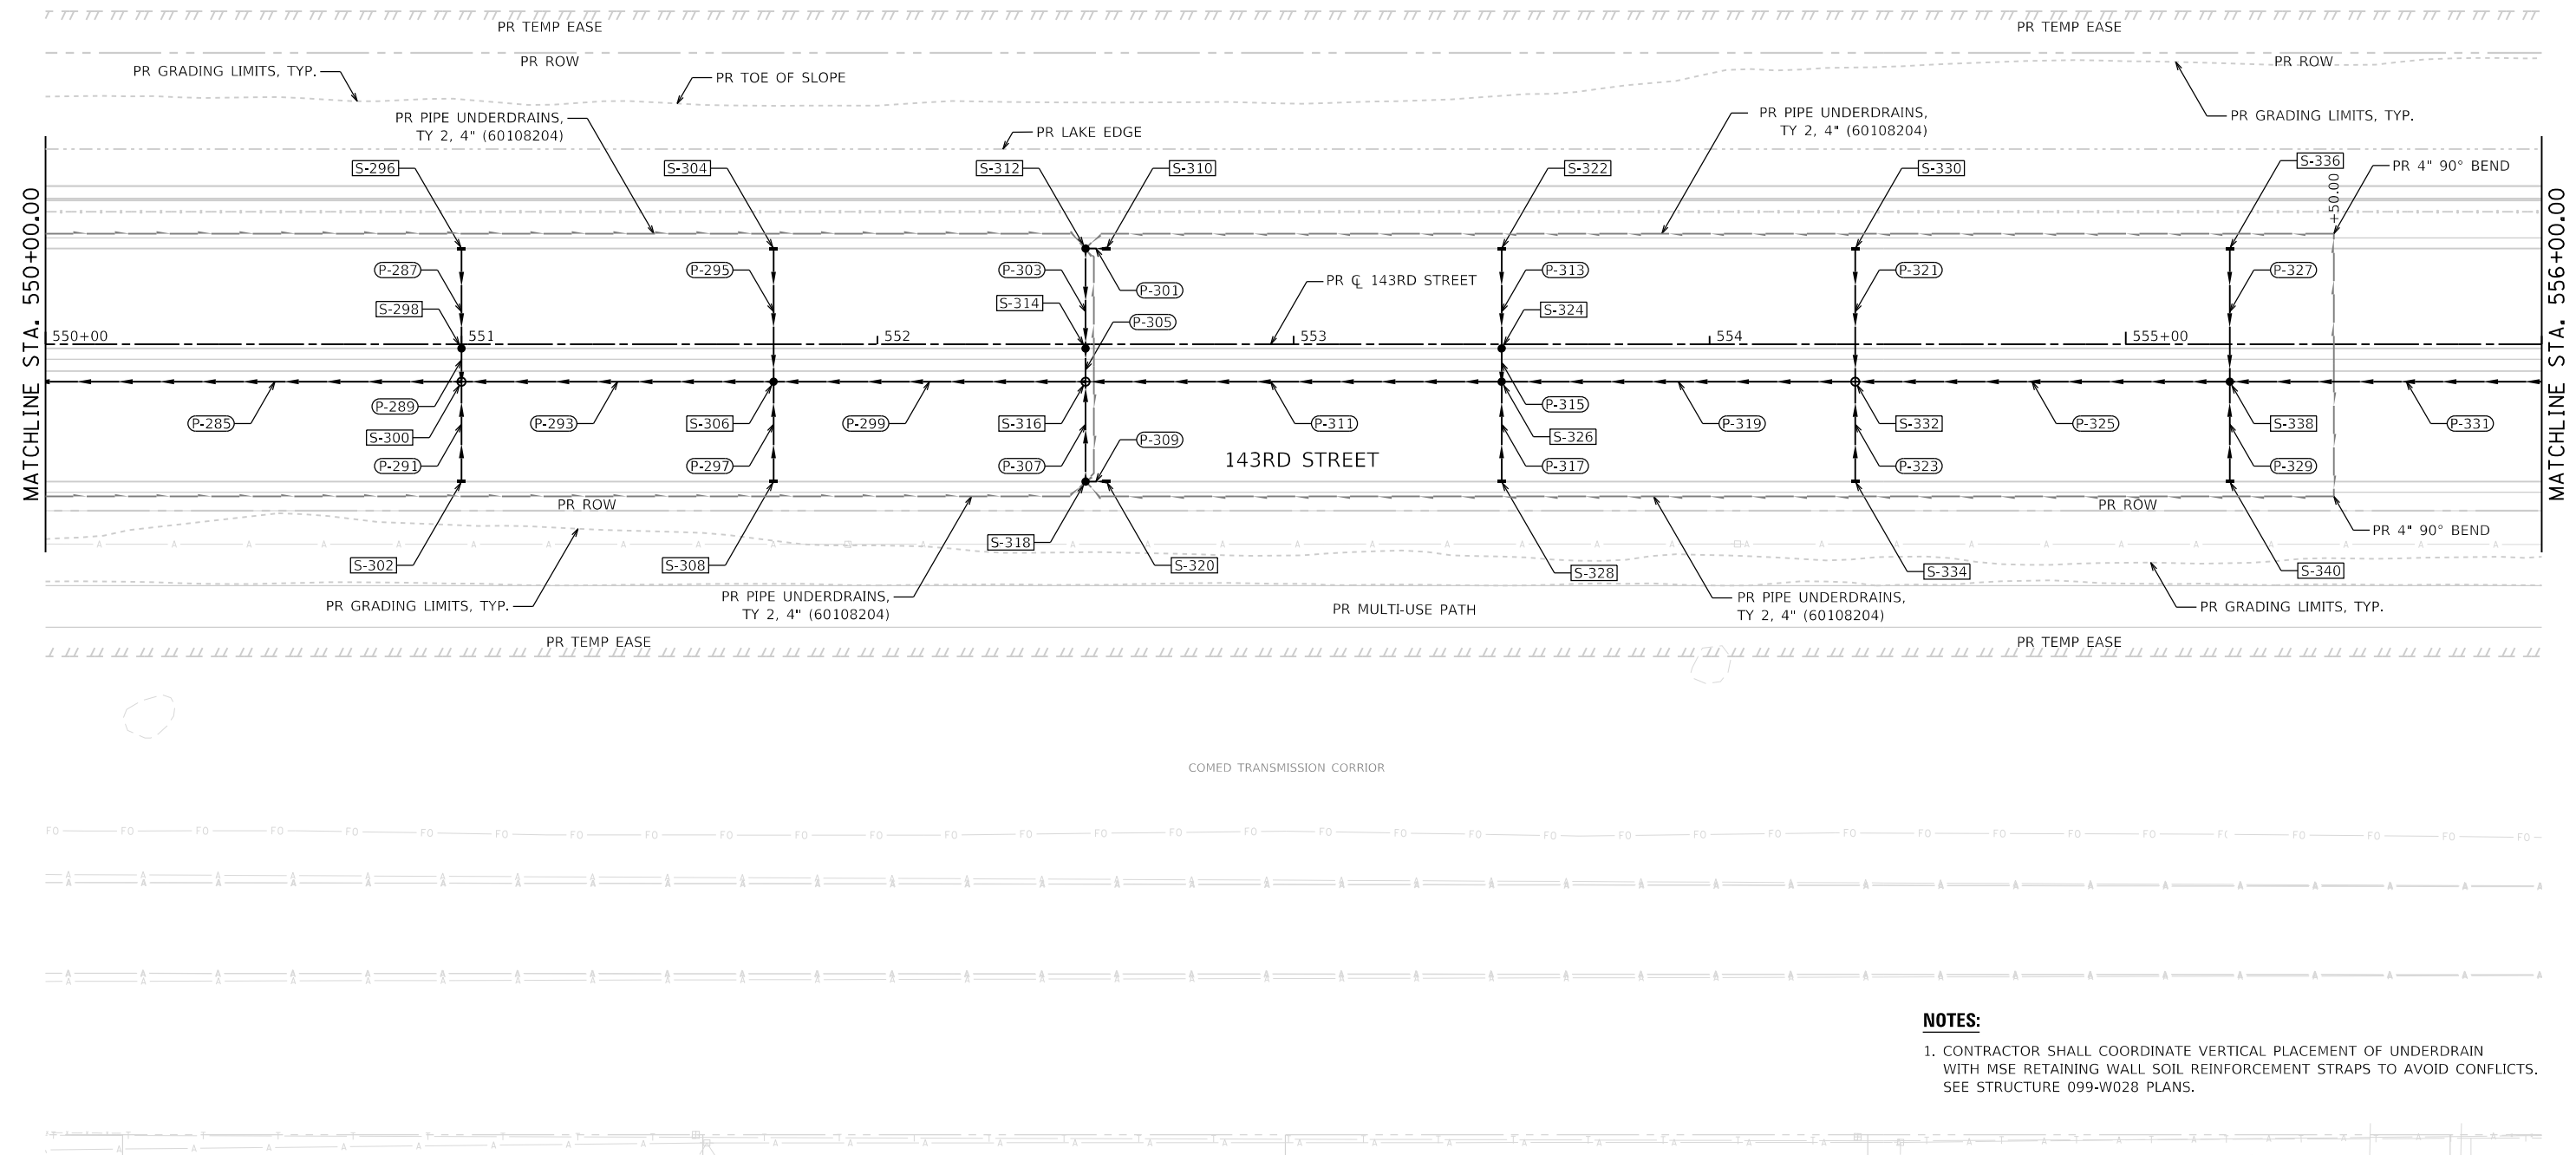 PR TEMP EASE
PR TEMP EASE
PR ROW
PR ROW
PR GRADING LIMITS, TYP.
PR TOE OF SLOPE
PR PIPE UNDERDRAINS,
TY 2, 4" (60108204)
PR LAKE EDGE
PR PIPE UNDERDRAINS,
TY 2, 4" (60108204)
PR GRADING LIMITS, TYP.
S-296
S-304
S-312
S-310
S-322
S-330
S-336
PR 4" 90° BEND
+50.00
MATCHLINE STA. 550+00.00
MATCHLINE STA. 556+00.00
P-287
P-295
P-303
P-301
P-313
P-321
P-327
S-298
S-314
P-305
PR ℄ 143RD STREET
S-324
550+00
551
552
553
554
555+00
P-285
P-289
S-300
P-291
P-293
S-306
P-297
P-299
S-316
P-307
P-309
P-311
143RD STREET
P-315
S-326
P-317
P-319
S-332
P-323
P-325
S-338
P-329
P-331
PR ROW
PR ROW
S-302
S-308
S-318
S-320
S-328
S-334
S-340
PR 4" 90° BEND
PR GRADING LIMITS, TYP.
PR PIPE UNDERDRAINS,
TY 2, 4" (60108204)
PR MULTI-USE PATH
PR PIPE UNDERDRAINS,
TY 2, 4" (60108204)
PR GRADING LIMITS, TYP.
PR TEMP EASE
PR TEMP EASE
COMED TRANSMISSION CORRIOR
NOTES:
1. CONTRACTOR SHALL COORDINATE VERTICAL PLACEMENT OF UNDERDRAIN
WITH MSE RETAINING WALL SOIL REINFORCEMENT STRAPS TO AVOID CONFLICTS.
SEE STRUCTURE 099-W028 PLANS.